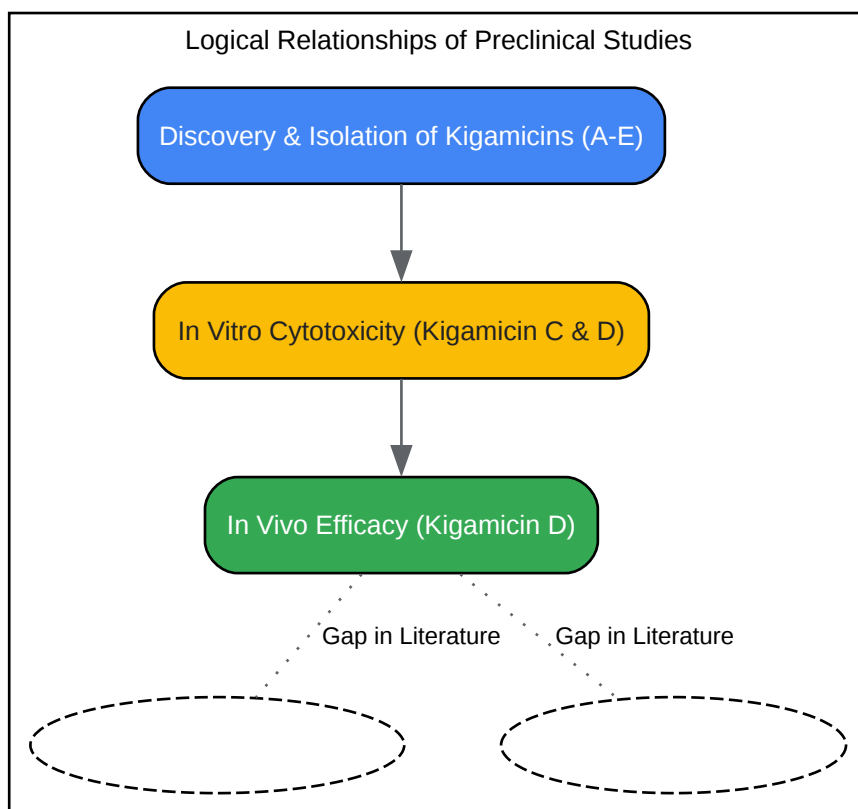 Logical Relationships of Preclinical Studies
Discovery & Isolation of Kigamicins (A-E)
In Vitro Cytotoxicity (Kigamicin C & D)
In Vivo Efficacy (Kigamicin D)
Gap in Literature
Gap in Literature